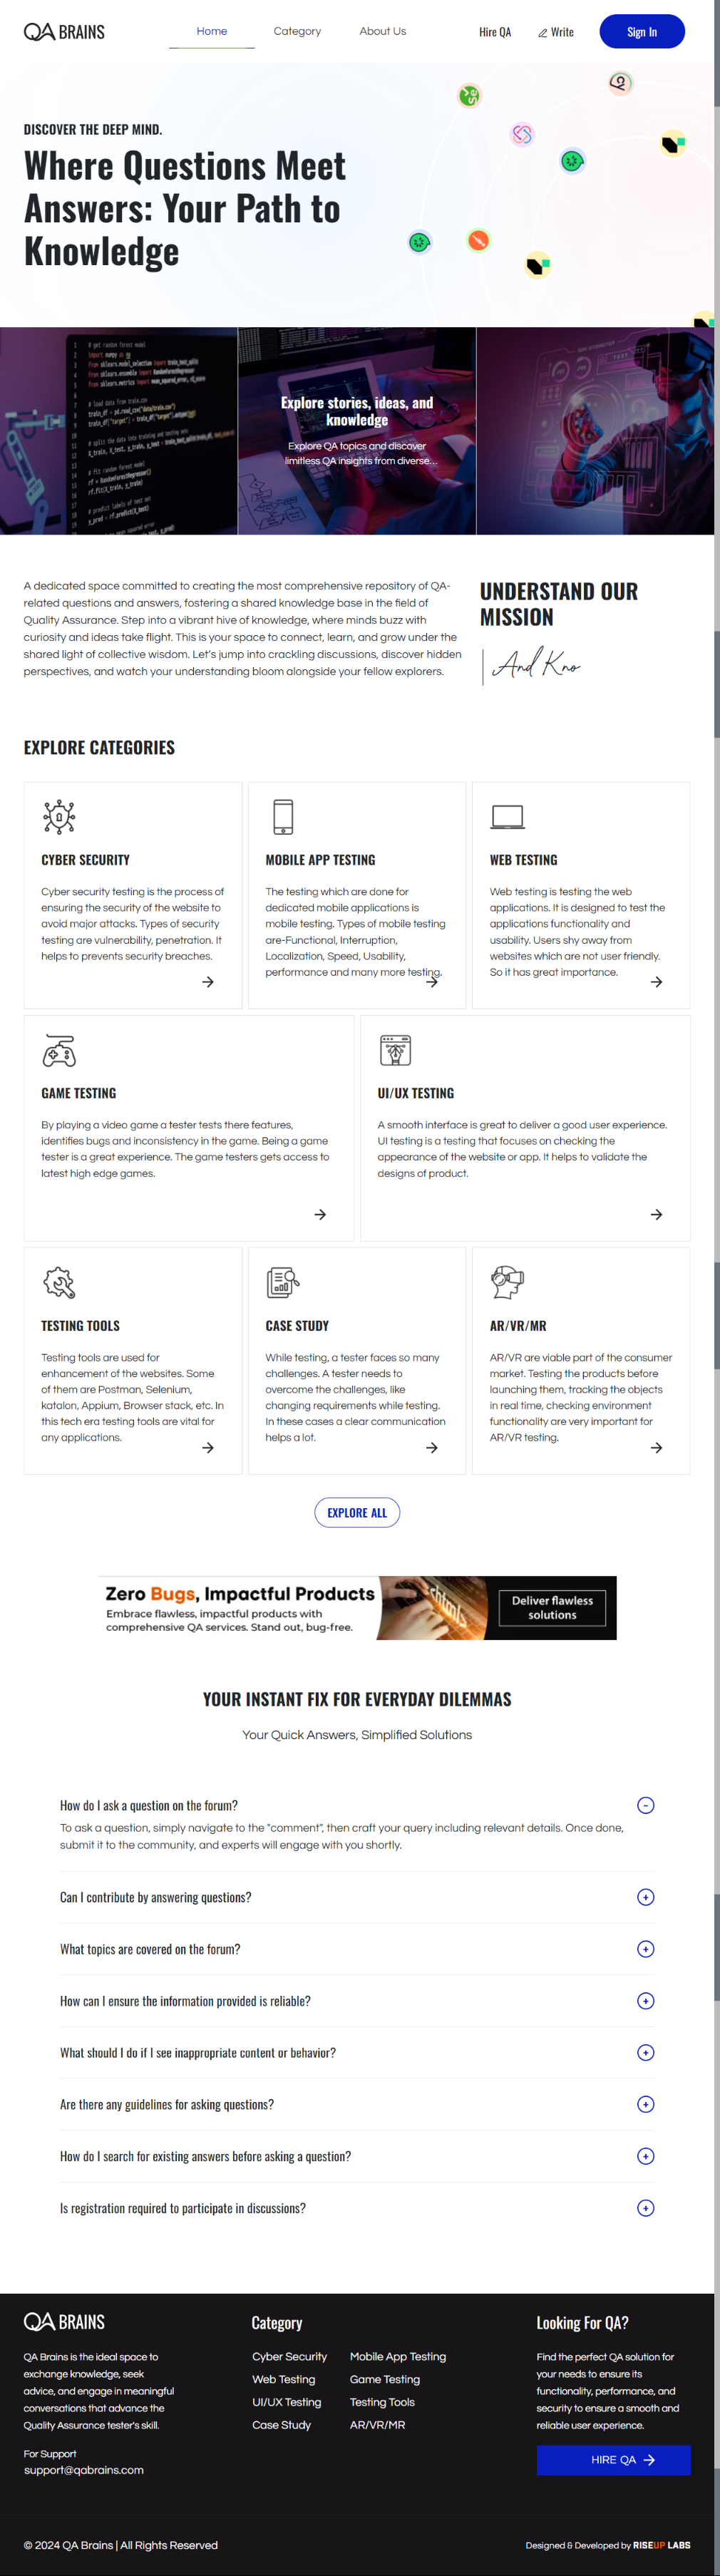 QA BRAINS
Home
Category
About Us
Hire QA
Write
Sign In
DISCOVER THE DEEP MIND.
Where Questions Meet
Answers: Your Path to
Knowledge
Explore stories, ideas, and
knowledge
Explore QA topics and discover
limitless QA insights from diverse...
A dedicated space committed to creating the most comprehensive repository of QA-
related questions and answers, fostering a shared knowledge base in the field of
Quality Assurance. Step into a vibrant hive of knowledge, where minds buzz with
curiosity and ideas take flight. This is your space to connect, learn, and grow under the
shared light of collective wisdom. Let's jump into crackling discussions, discover hidden
perspectives, and watch your understanding bloom alongside your fellow explorers.
UNDERSTAND OUR
MISSION
And Kno
EXPLORE CATEGORIES
CYBER SECURITY
Cyber security testing is the process of
ensuring the security of the website to
avoid major attacks. Types of security
testing are vulnerability, penetration. It
helps to prevents security breaches.
MOBILE APP TESTING
The testing which are done for
dedicated mobile applications is
mobile testing. Types of mobile testing
are-Functional, Interruption,
Localization, Speed, Usability,
performance and many more testing.
WEB TESTING
Web testing is testing the web
applications. It is designed to test the
applications functionality and
usability. Users shy away from
websites which are not user friendly.
So it has great importance.
GAME TESTING
By playing a video game a tester tests there features,
identifies bugs and inconsistency in the game. Being a game
tester is a great experience. The game testers gets access to
latest high edge games.
UI/UX TESTING
A smooth interface is great to deliver a good user experience.
UI testing is a testing that focuses on checking the
appearance of the website or app. It helps to validate the
designs of product.
TESTING TOOLS
Testing tools are used for
enhancement of the websites. Some
of them are Postman, Selenium,
katalon, Appium, Browser stack, etc. In
this tech era testing tools are vital for
any applications.
CASE STUDY
While testing, a tester faces so many
challenges. A tester needs to
overcome the challenges, like
changing requirements while testing.
In these cases a clear communication
helps a lot.
AR/VR/MR
AR/VR are viable part of the consumer
market. Testing the products before
launching them, tracking the objects
in real time, checking environment
functionality are very important for
AR/VR testing.
EXPLORE ALL
Zero Bugs, Impactful Products
Embrace flawless, impactful products with
comprehensive QA services. Stand out, bug-free.
Deliver flawless
solutions
YOUR INSTANT FIX FOR EVERYDAY DILEMMAS
Your Quick Answers, Simplified Solutions
How do I ask a question on the forum?
To ask a question, simply navigate to the "comment", then craft your query including relevant details. Once done,
submit it to the community, and experts will engage with you shortly.
Can I contribute by answering questions?
What topics are covered on the forum?
How can I ensure the information provided is reliable?
What should I do if I see inappropriate content or behavior?
Are there any guidelines for asking questions?
How do I search for existing answers before asking a question?
Is registration required to participate in discussions?
QA BRAINS
QA Brains is the ideal space to
exchange knowledge, seek
advice, and engage in meaningful
conversations that advance the
Quality Assurance tester's skill.
For Support
support@qabrains.com
Category
Cyber Security
Mobile App Testing
Web Testing
Game Testing
UI/UX Testing
Testing Tools
Case Study
AR/VR/MR
Looking For QA?
Find the perfect QA solution for
your needs to ensure its
functionality, performance, and
security to ensure a smooth and
reliable user experience.
HIRE QA
© 2024 QA Brains | All Rights Reserved
Designed & Developed by RISEUP LABS